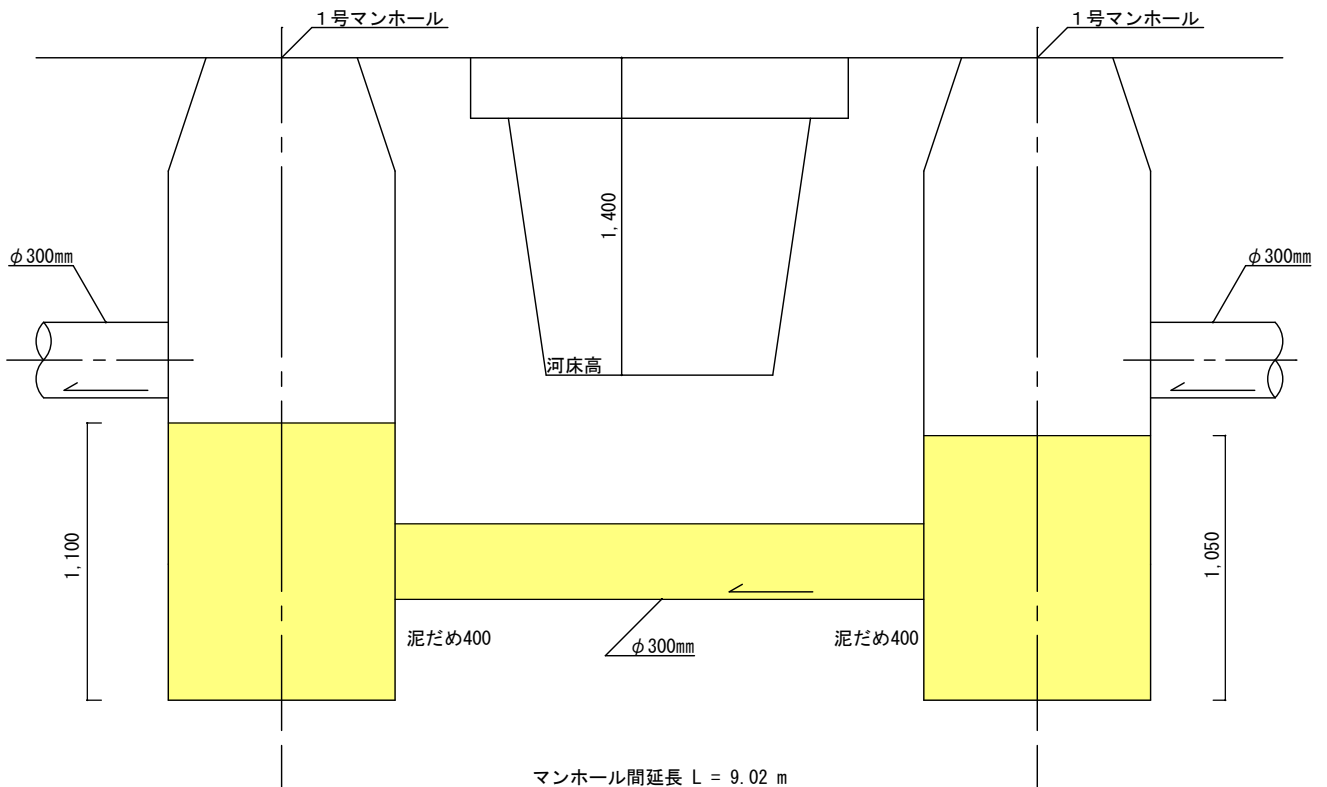 1号マンホール
1号マンホール
1,400
φ300mm
φ300mm
河床高
1,100
1,050
泥だめ400
泥だめ400
φ300mm
マンホール間延長 L = 9.02 m